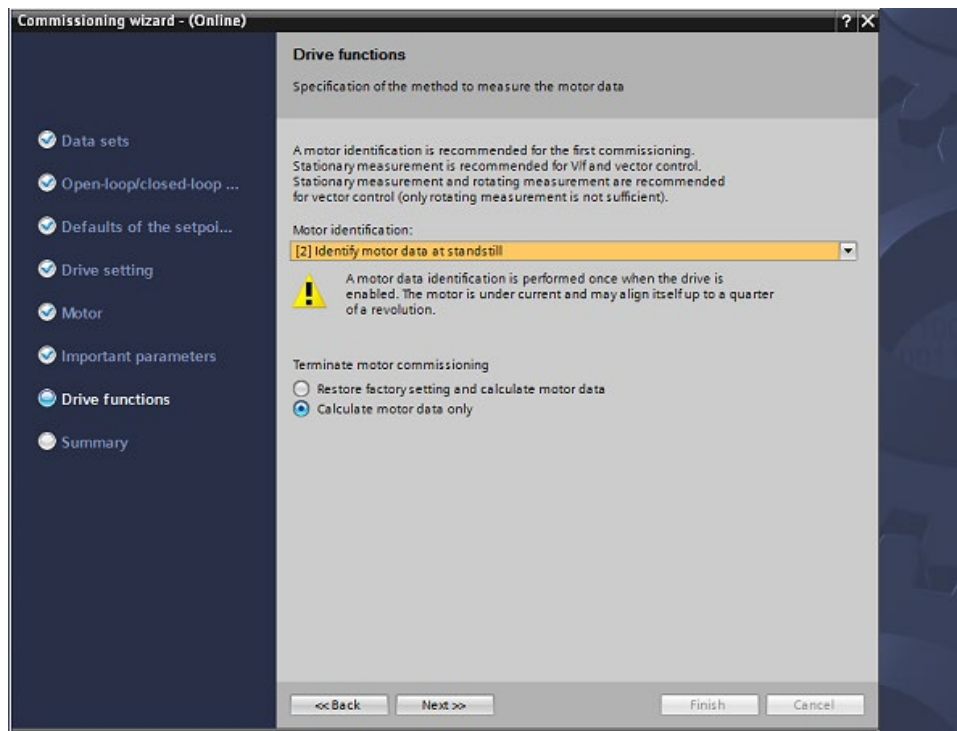 Commissioning wizard - (Online)
? X
Drive functions
Specification of the method to measure the motor data
Data sets
Open-loop/closed-loop ...
Defaults of the setpoi...
Drive setting
Motor
Important parameters
Drive functions
Summary
A motor identification is recommended for the first commissioning.
Stationary measurement is recommended for V/f and vector control.
Stationary measurement and rotating measurement are recommended
for vector control (only rotating measurement is not sufficient).
Motor identification:
[2] Identify motor data at standstill
A motor data identification is performed once when the drive is
enabled. The motor is under current and may align itself up to a quarter
of a revolution.
Terminate motor commissioning
Restore factory setting and calculate motor data
Calculate motor data only
<<Back
Next>>
Finish
Cancel